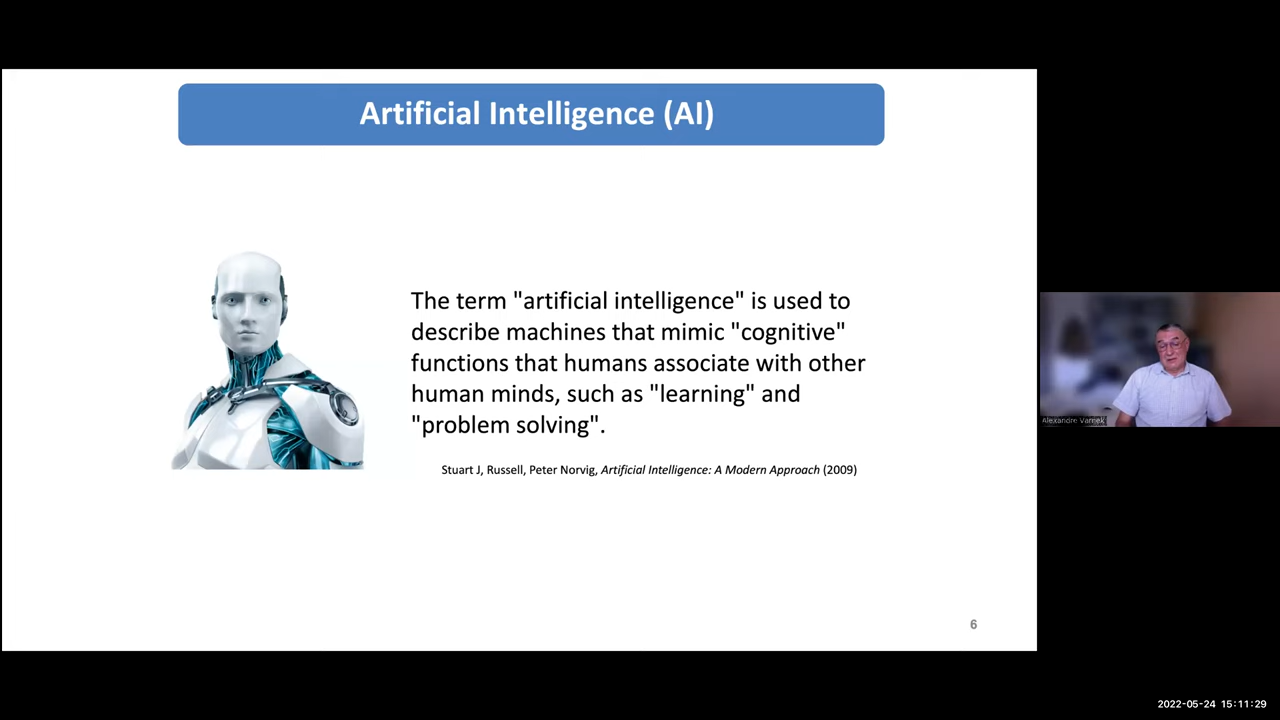 Artificial Intelligence (AI)
The term "artificial intelligence" is used to
describe machines that mimic "cognitive"
functions that humans associate with other
human minds, such as "learning" and
"problem solving".
Stuart J, Russell, Peter Norvig, Artificial Intelligence: A Modern Approach (2009)
Alexandre Varnek
6
2022-05-24 15:11:29